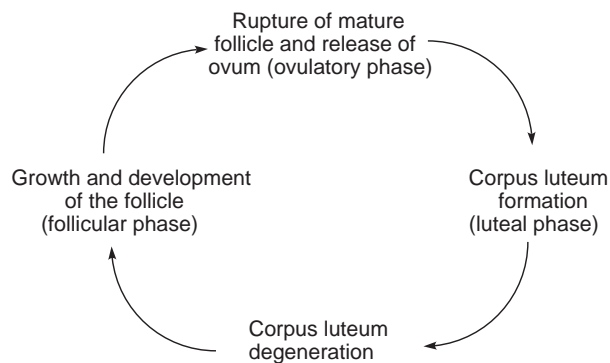 Rupture of mature
follicle and release of
ovum (ovulatory phase)
Growth and development
of the follicle
(follicular phase)
Corpus luteum
formation
(luteal phase)
Corpus luteum
degeneration